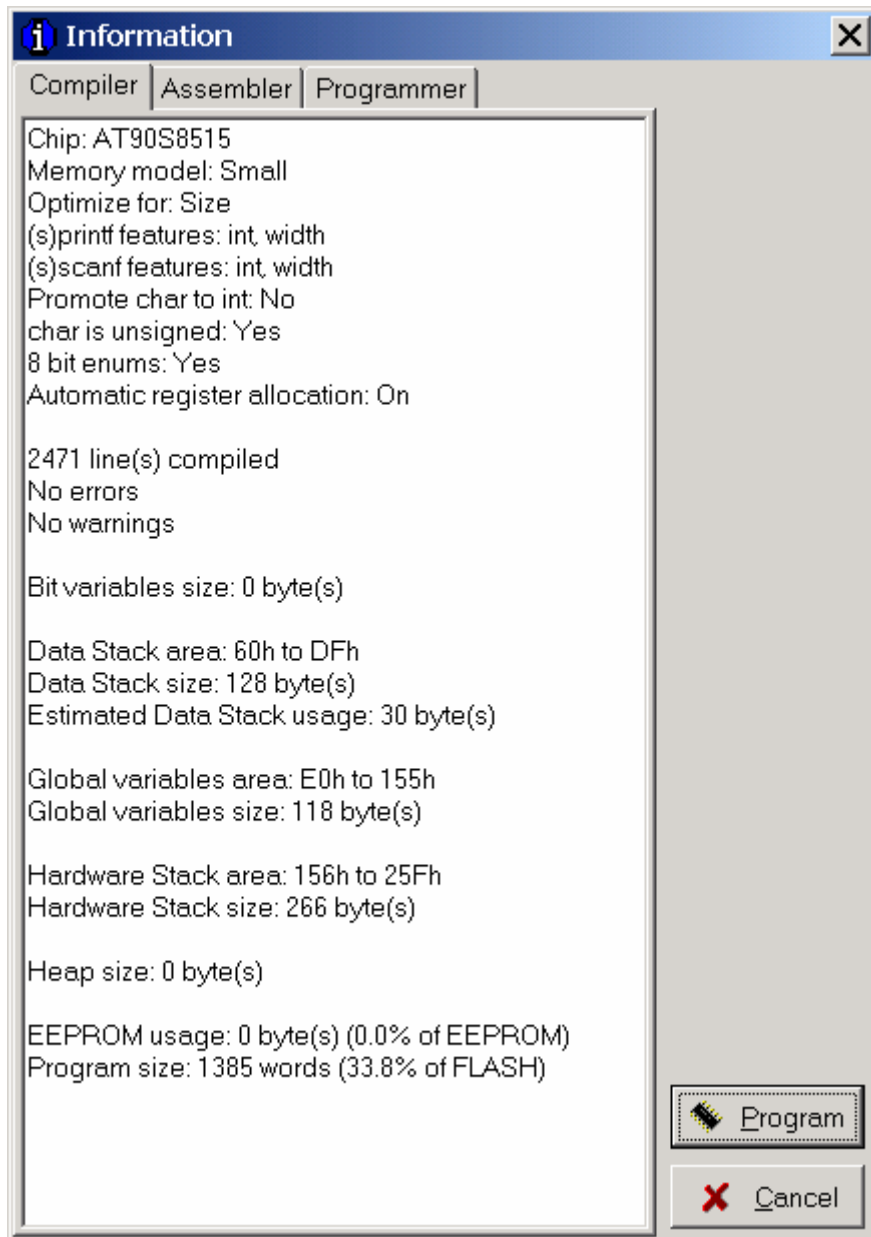 Information
Compiler Assembler Programmer
Chip: AT90S8515
Memory model: Small
Optimize for: Size
(s)printf features: int, width
(s)scanf features: int, width
Promote char to int: No
char is unsigned: Yes
8 bit enums: Yes
Automatic register allocation: On
2471 line(s) compiled
No errors
No warnings
Bit variables size: 0 byte(s)
Data Stack area: 60h to DFh
Data Stack size: 128 byte(s)
Estimated Data Stack usage: 30 byte(s)
Global variables area: E0h to 155h
Global variables size: 118 byte(s)
Hardware Stack area: 156h to 25Fh
Hardware Stack size: 266 byte(s)
Heap size: 0 byte(s)
EEPROM usage: 0 byte(s) (0.0% of EEPROM)
Program size: 1385 words (33.8% of FLASH)
Program
Cancel